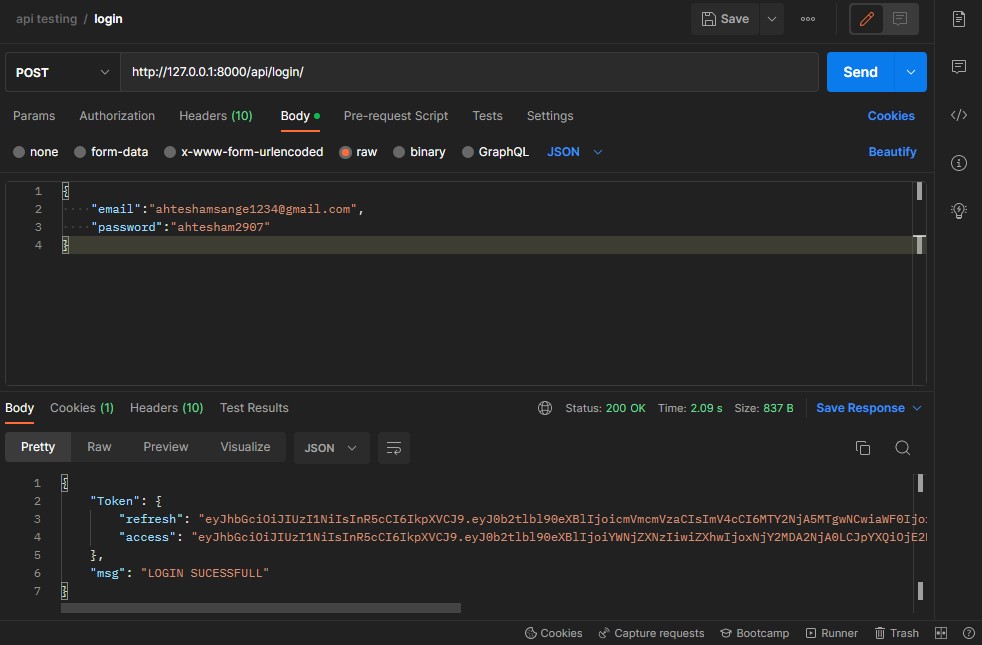 api testing / login
Save
POST
http://127.0.0.1:8000/api/login/
Send
Params Authorization Headers (10) Body Pre-request Script Tests Settings Cookies
none form-data x-www-form-urlencoded raw binary GraphQL JSON Beautify
1 {
2 "email":"ahteshamsange1234@gmail.com",
3 "password":"ahtesham2907"
4 }
Body Cookies (1) Headers (10) Test Results Status: 200 OK Time: 2.09 s Size: 837 B Save Response
Pretty Raw Preview Visualize JSON
1 {
2 "Token": {
3 "refresh": "eyJhbGciOiJIUzI1NiIsInR5cCI6IkpXVCJ9.eyJ0b2tlbl90eXBlIjoicmVmcmVzaCIsImV4cCI6MTY2NjA5MTgwNCwiaWF0Ijo
4 "access": "eyJhbGciOiJIUzI1NiIsInR5cCI6IkpXVCJ9.eyJ0b2tlbl90eXBlIjoiYWNjZXNzIiwiZXhwIjoxNjY2MDA2NjA0LCJpYXQiOjE2
5 },
6 "msg": "LOGIN SUCESSFULL"
7 }
Cookies Capture requests Bootcamp Runner Trash